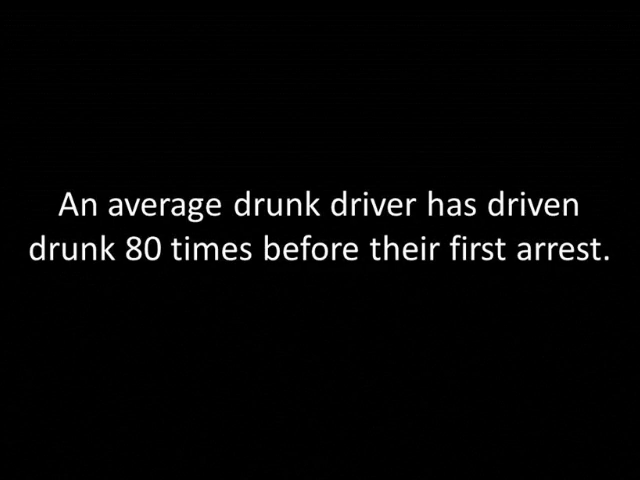 An average drunk driver has driven
drunk 80 times before their first arrest.